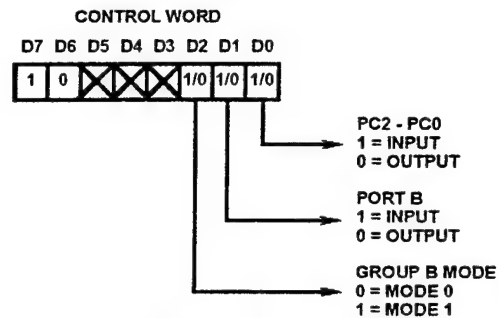 CONTROL WORD
D7 D6 D5 D4 D3 D2 D1 D0
1 0 1/0 1/0 1/0
PC2 - PC0
1 = INPUT
0 = OUTPUT
PORT B
1 = INPUT
0 = OUTPUT
GROUP B MODE
0 = MODE 0
1 = MODE 1